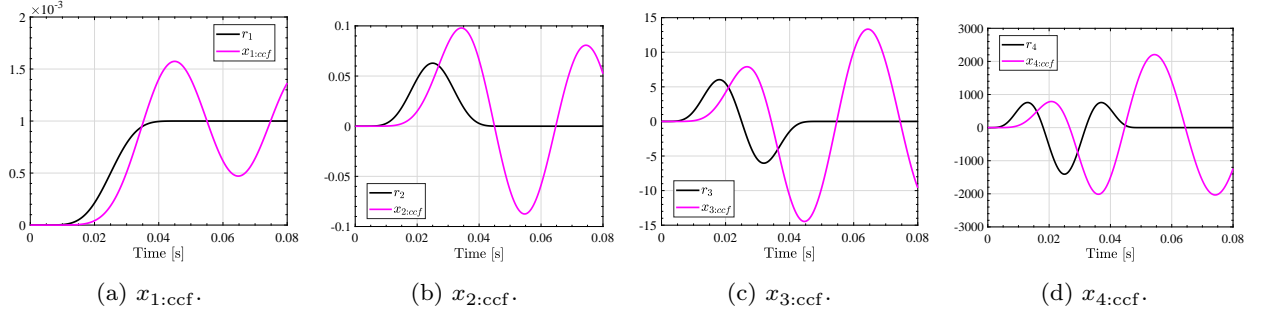 ×10⁻³
2
1.5
1
0.5
0
0 0.02 0.04 0.06 0.08
Time [s]
r₁
x₁:ccf
(a) x₁:ccf.
0.1
0.05
0
-0.05
-0.1
0 0.02 0.04 0.06 0.08
Time [s]
r₂
x₂:ccf
(b) x₂:ccf.
15
10
5
0
-5
-10
-15
0 0.02 0.04 0.06 0.08
Time [s]
r₃
x₃:ccf
(c) x₃:ccf.
3000
2000
1000
0
-1000
-2000
-3000
0 0.02 0.04 0.06 0.08
Time [s]
r₄
x₄:ccf
(d) x₄:ccf.